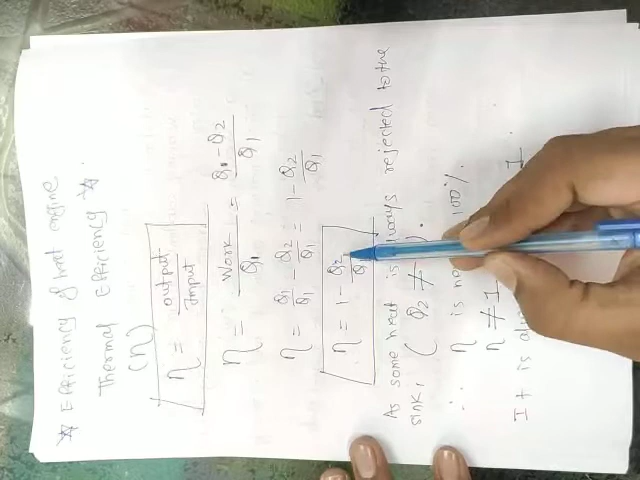 ☆ Efficiency of heat engine
Thermal Efficiency ☆.
(η)
η = output / Input
η = Work / Q1 = Q1 - Q2 / Q1
η = Q1 / Q1 - Q2 / Q1 = 1 - Q2 / Q1
η = 1 - Q2 / Q1
As some heat is always rejected to the
sink, ( Q2 ≠
∴ η is 100%.
η ≠ 1
It is 1.